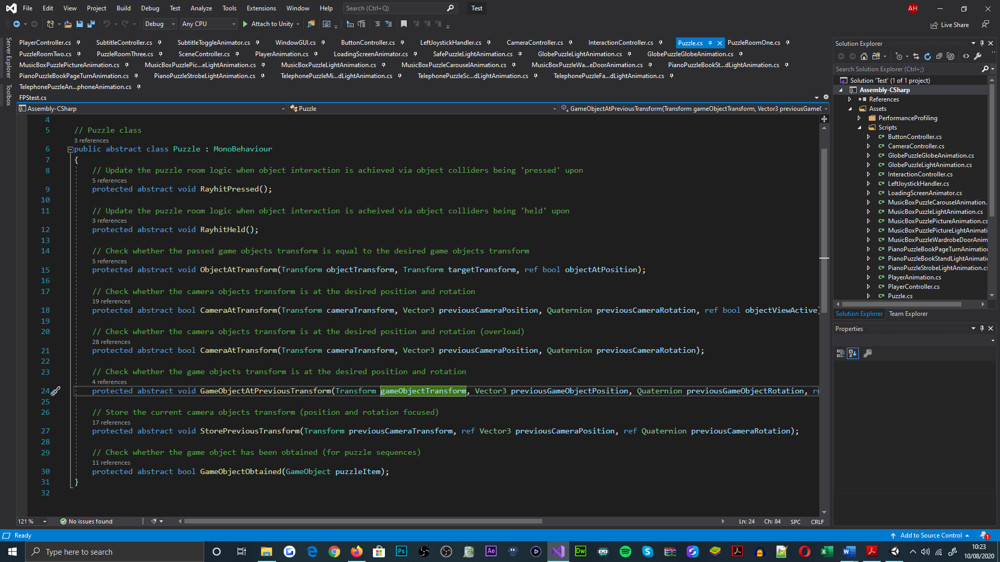 File Edit View Project Build Debug Test Analyze Tools Extensions Window Help Search (Ctrl+Q) Test AH
Debug Any CPU Attach to Unity Live Share
Server Explorer
Toolbox
PlayerController.cs SubtitleController.cs SubtitleToggleAnimator.cs WindowGUI.cs ButtonController.cs LeftJoystickHandler.cs CameraController.cs InteractionController.cs Puzzle.cs PuzzleRoomOne.cs
PuzzleRoomTwo.cs PuzzleRoomThree.cs SceneController.cs PlayerAnimation.cs LoadingScreenAnimator.cs SafePuzzleLightAnimation.cs GlobePuzzleLightAnimation.cs GlobePuzzleGlobeAnimation.cs
MusicBoxPuzzlePictureAnimation.cs MusicBoxPuzzlePic...eLightAnimation.cs MusicBoxPuzzleLightAnimation.cs MusicBoxPuzzleCarouselAnimation.cs MusicBoxPuzzleWa...eDoorAnimation.cs PianoPuzzleBookSt...dLightAnimation.cs
PianoPuzzleBookPageTurnAnimation.cs PianoPuzzleStrobeLightAnimation.cs TelephonePuzzleMi...dLightAnimation.cs TelephonePuzzleSc...dLightAnimation.cs TelephonePuzzleFa...dLightAnimation.cs
TelephonePuzzleAn...phoneAnimation.cs
FPStest.cs
Assembly-CSharp Puzzle GameObjectAtPreviousTransform(Transform gameObjectTransform, Vector3 previousGameO
4
5 // Puzzle class
3 references
6 public abstract class Puzzle : MonoBehaviour
7 {
8 // Update the puzzle room logic when object interaction is achieved via object colliders being 'pressed' upon
5 references
9 protected abstract void RayhitPressed();
10
11 // Update the puzzle room logic when object interaction is acheived via object colliders being 'held' upon
3 references
12 protected abstract void RayhitHeld();
13
14 // Check whether the passed game objects transform is equal to the desired game objects transform
5 references
15 protected abstract void ObjectAtTransform(Transform objectTransform, Transform targetTransform, ref bool objectAtPosition);
16
17 // Check whether the camera objects transform is at the desired position and rotation
19 references
18 protected abstract bool CameraAtTransform(Transform cameraTransform, Vector3 previousCameraPosition, Quaternion previousCameraRotation, ref bool objectViewActive)
19
20 // Check whether the camera objects transform is at the desired position and rotation (overload)
28 references
21 protected abstract bool CameraAtTransform(Transform cameraTransform, Vector3 previousCameraPosition, Quaternion previousCameraRotation);
22
23 // Check whether the game objects transform is at the desired position and rotation
4 references
24 protected abstract void GameObjectAtPreviousTransform(Transform gameObjectTransform, Vector3 previousGameObjectPosition, Quaternion previousGameObjectRotation, re
25
26 // Store the current camera objects transform (position and rotation focused)
17 references
27 protected abstract void StorePreviousTransform(Transform previousCameraTransform, ref Vector3 previousCameraPosition, ref Quaternion previousCameraRotation);
28
29 // Check whether the game object has been obtained (for puzzle sequences)
11 references
30 protected abstract bool GameObjectObtained(GameObject puzzleItem);
31 }
32
121 % No issues found Ln: 24 Ch: 84 SPC CRLF
Solution Explorer
Search Solution Explorer (Ctrl+;)
Solution 'Test' (1 of 1 project)
Assembly-CSharp
References
Assets
PerformanceProfiling
Scripts
C# ButtonController.cs
C# CameraController.cs
C# GlobePuzzleGlobeAnimation.cs
C# GlobePuzzleLightAnimation.cs
C# InteractionController.cs
C# LeftJoystickHandler.cs
C# LoadingScreenAnimator.cs
C# MusicBoxPuzzleCarouselAnimation.
C# MusicBoxPuzzleLightAnimation.cs
C# MusicBoxPuzzlePictureAnimation.cs
C# MusicBoxPuzzlePictureLightAnimati
C# MusicBoxPuzzleWardrobeDoorAnim
C# PianoPuzzleBookPageTurnAnimation
C# PianoPuzzleBookStandLightAnimati
C# PianoPuzzleStrobeLightAnimation.cs
C# PlayerAnimation.cs
C# PlayerController.cs
C# Puzzle.cs
Solution Explorer Team Explorer
Properties
Ready Add to Source Control 1
Type here to search Ps Ae Dw
10:23
10/08/2020